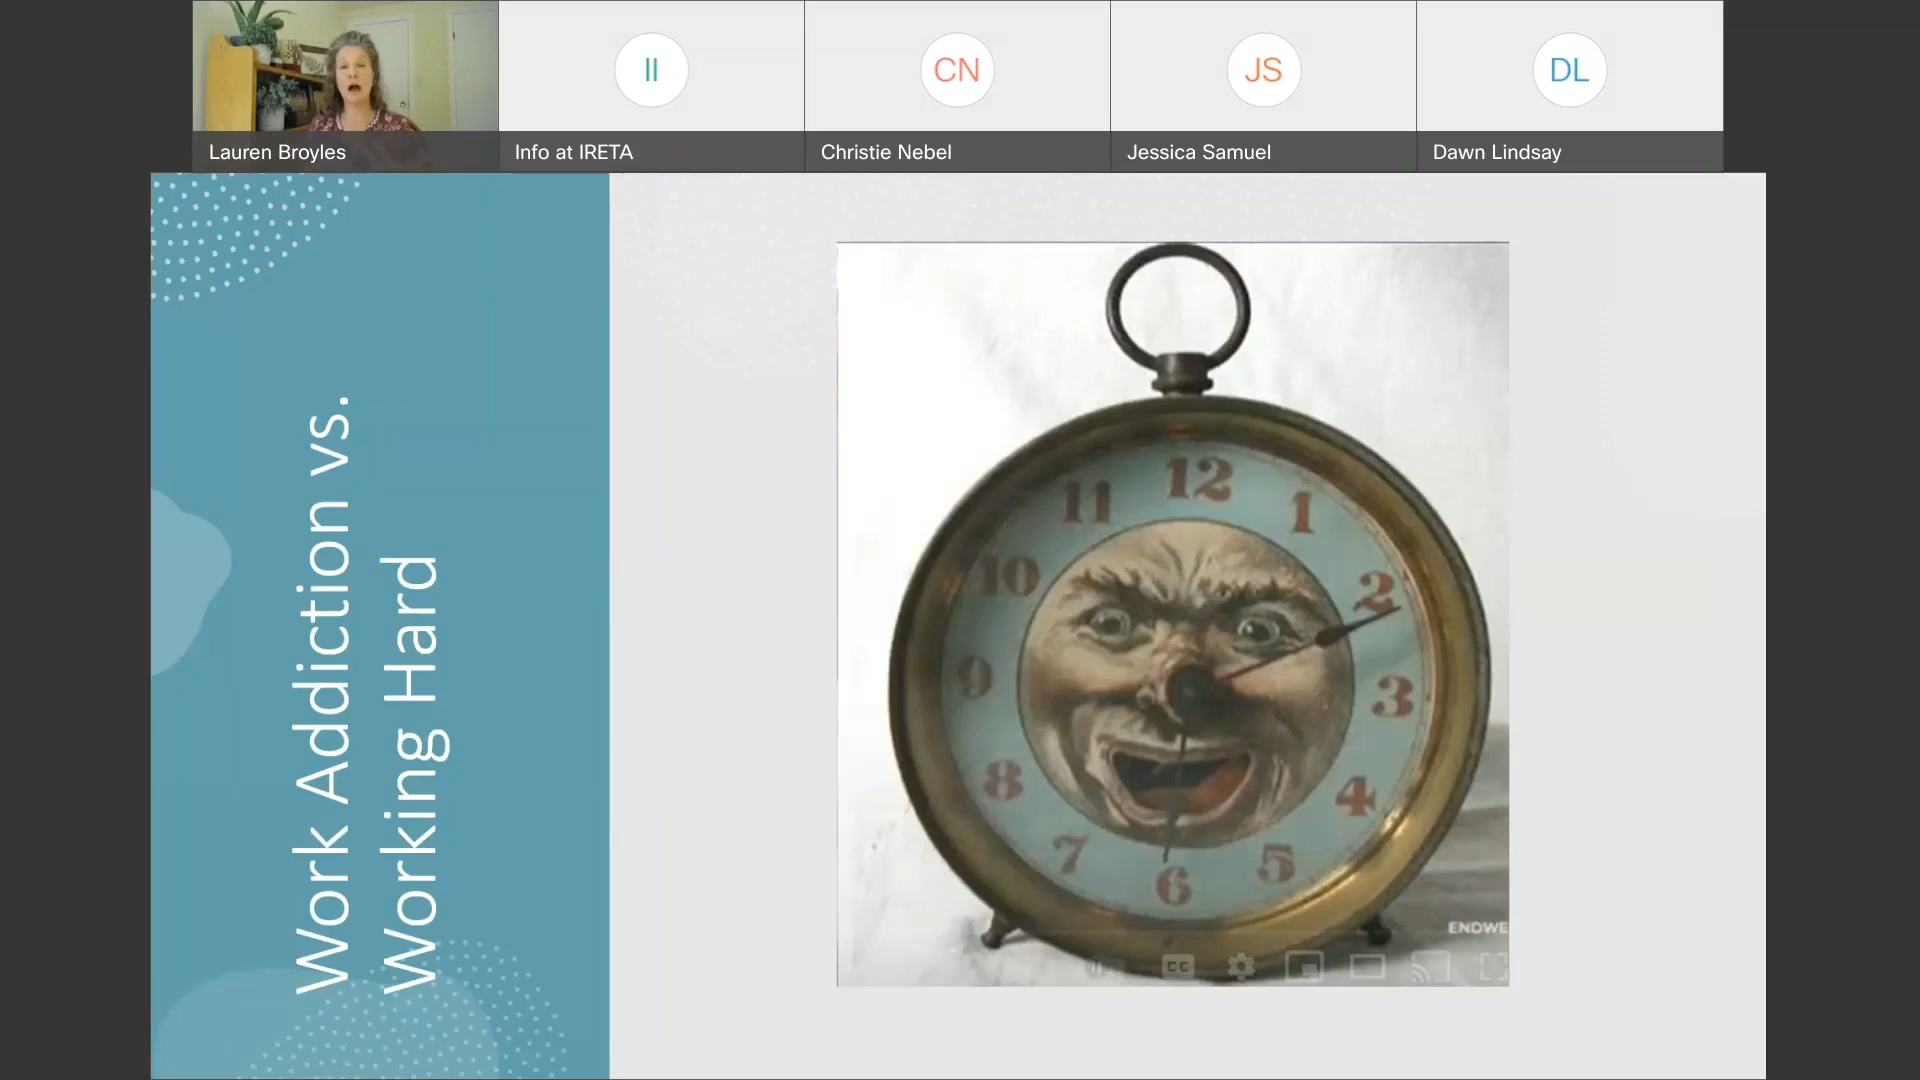 II
CN
JS
DL
Lauren Broyles
Info at IRETA
Christie Nebel
Jessica Samuel
Dawn Lindsay
Work Addiction vs.
Working Hard
12
1
2
3
4
5
6
7
8
9
10
11
ENDWE
CC